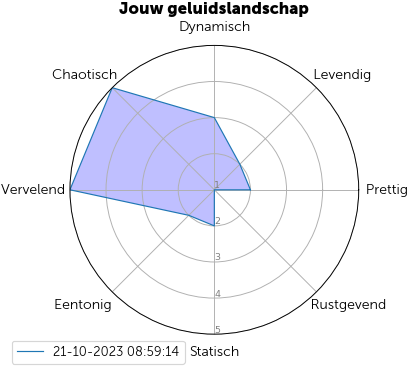 Jouw geluidslandschap
Dynamisch
Chaotisch
Levendig
Vervelend
1
Prettig
2
3
4
5
Eentonig
Rustgevend
Statisch
21-10-2023 08:59:14